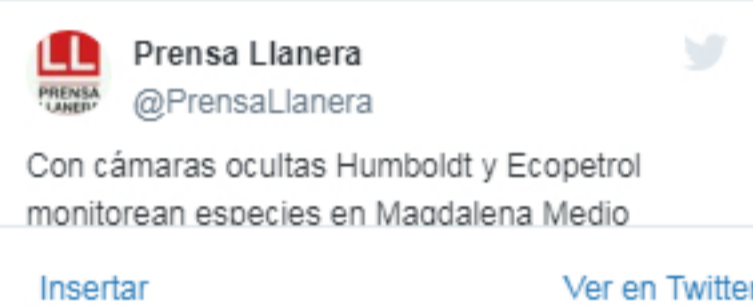 LL
PRENSA
LLANERA
Prensa Llanera
@PrensaLlanera
Con cámaras ocultas Humboldt y Ecopetrol
monitorean especies en Magdalena Medio
Insertar
Ver en Twitter